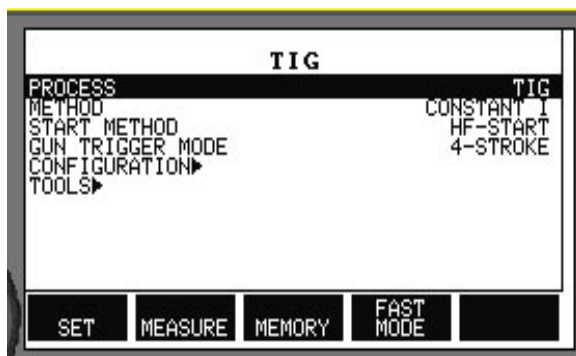 TIG
PROCESS TIG
METHOD CONSTANT I
START METHOD HF-START
GUN TRIGGER MODE 4-STROKE
CONFIGURATION▶
TOOLS▶
SET MEASURE MEMORY FAST MODE